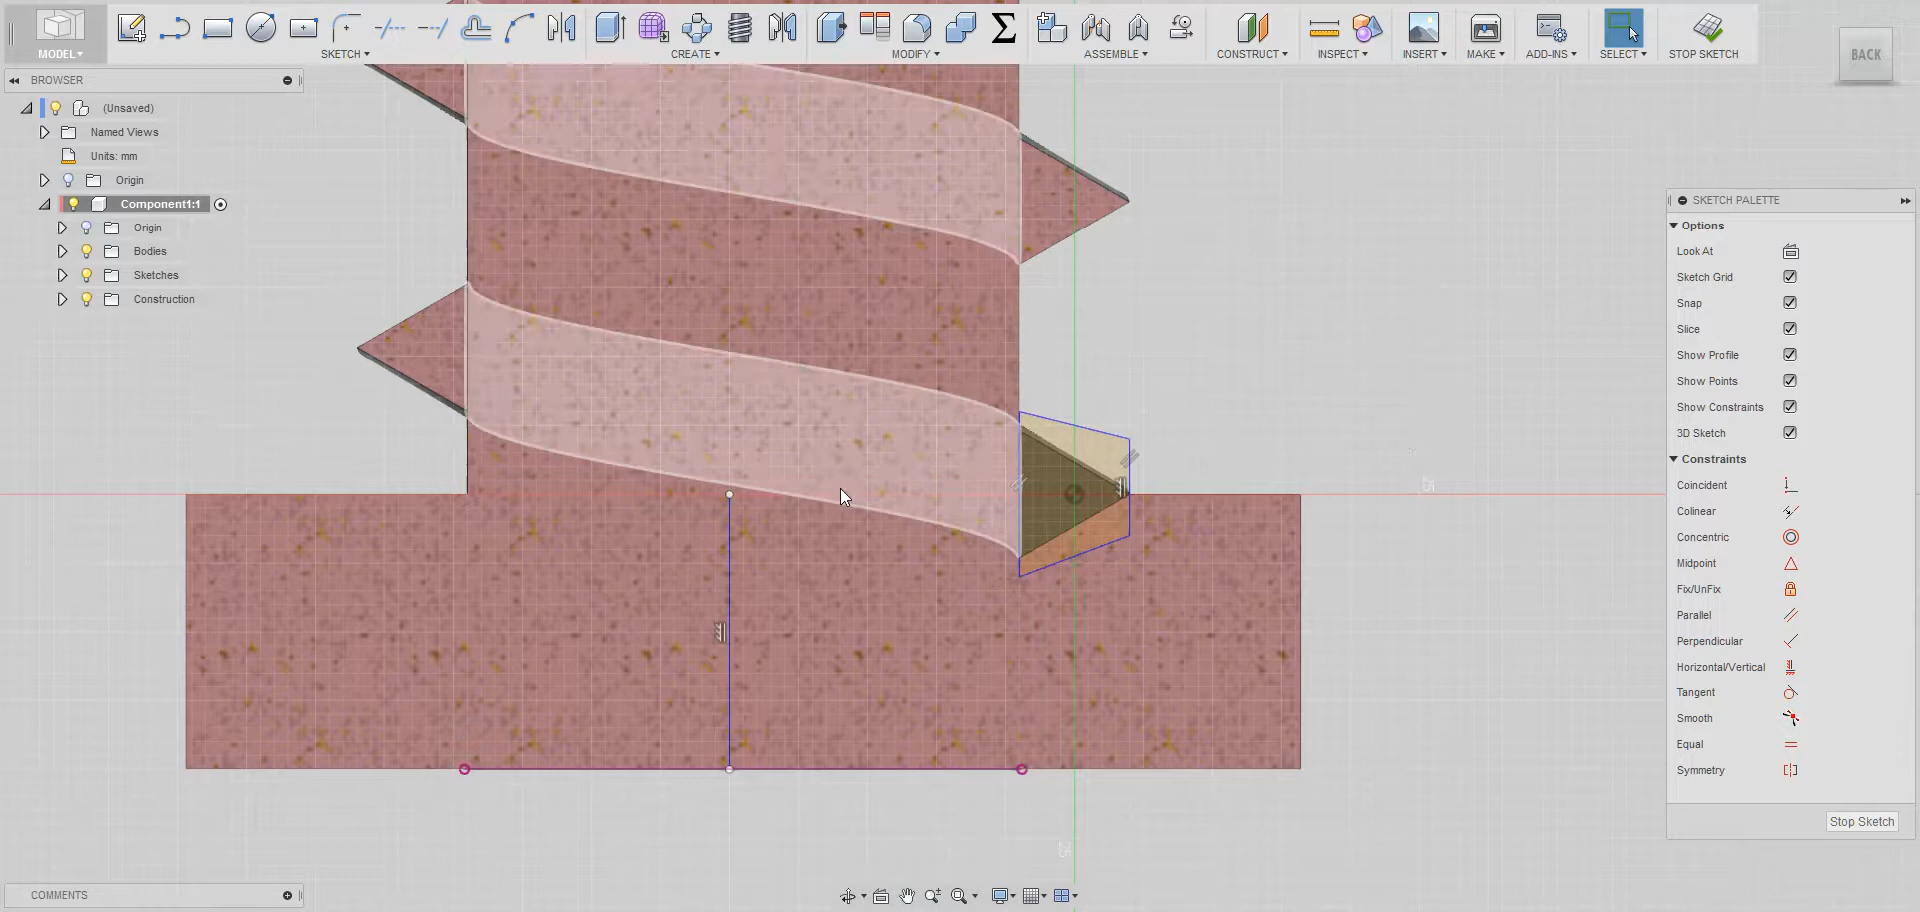 MODEL
SKETCH
CREATE
MODIFY
ASSEMBLE
CONSTRUCT
INSPECT
INSERT
MAKE
ADD-INS
SELECT
STOP SKETCH
BACK
BROWSER
(Unsaved)
Named Views
Units: mm
Origin
Component1:1
Origin
Bodies
Sketches
Construction
SKETCH PALETTE
Options
Look At
Sketch Grid
Snap
Slice
Show Profile
Show Points
Show Constraints
3D Sketch
Constraints
Coincident
Colinear
Concentric
Midpoint
Fix/UnFix
Parallel
Perpendicular
Horizontal/Vertical
Tangent
Smooth
Equal
Symmetry
Stop Sketch
COMMENTS